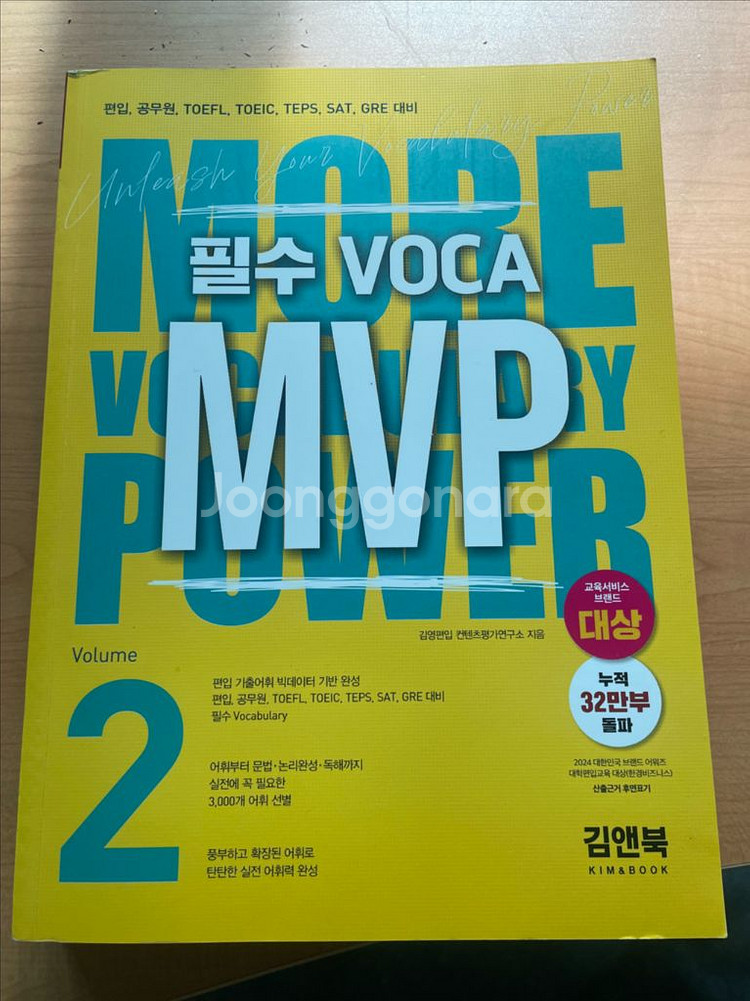 편입, 공무원, TOEFL, TOEIC, TEPS, SAT, GRE 대비
Unleash Your Vocabulary Power
MORE
필수 VOCA
VOCABULARY
MVP
POWER
Joonggonara
김영편입 컨텐츠평가연구소 지음
교육서비스
브랜드
대상
Volume
2
편입 기출어휘 빅데이터 기반 완성
편입, 공무원, TOEFL, TOEIC, TEPS, SAT, GRE 대비
필수 Vocabulary
누적
32만부
돌파
어휘부터 문법·논리완성·독해까지
실전에 꼭 필요한
3,000개 어휘 선별
2024 대한민국 브랜드 어워즈
대학편입교육 대상(한경비즈니스)
산출근거 후면표기
풍부하고 확장된 어휘로
탄탄한 실전 어휘력 완성
김앤북
KIM&BOOK